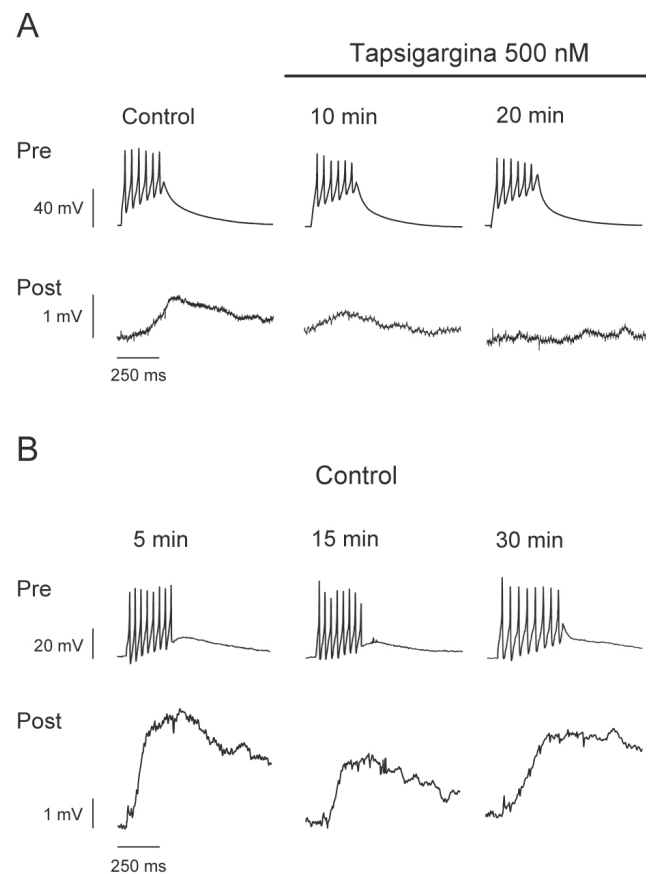 A
Tapsigargina 500 nM
Control
10 min
20 min
Pre
40 mV
Post
1 mV
250 ms
B
Control
5 min
15 min
30 min
Pre
20 mV
Post
1 mV
250 ms